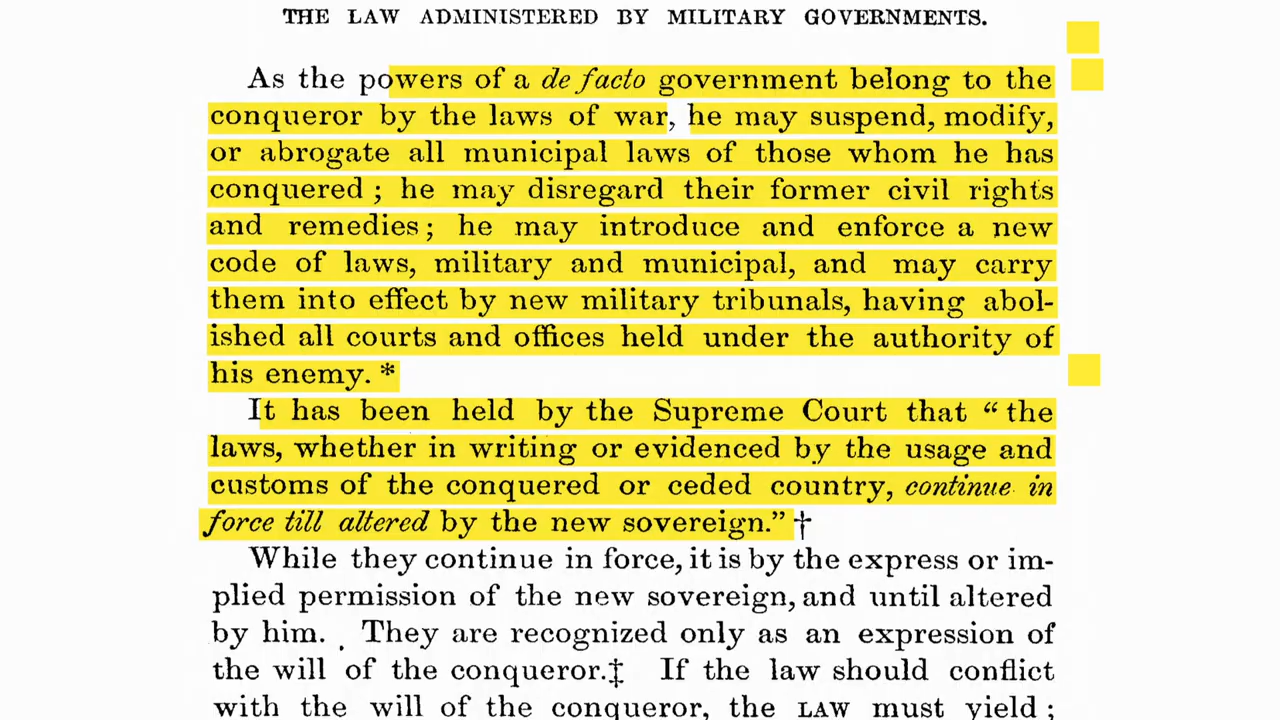 THE LAW ADMINISTERED BY MILITARY GOVERNMENTS.
As the powers of a de facto government belong to the
conqueror by the laws of war, he may suspend, modify,
or abrogate all municipal laws of those whom he has
conquered ; he may disregard their former civil rights
and remedies ; he may introduce and enforce a new
code of laws, military and municipal, and may carry
them into effect by new military tribunals, having abol-
ished all courts and offices held under the authority of
his enemy. *
It has been held by the Supreme Court that “ the
laws, whether in writing or evidenced by the usage and
customs of the conquered or ceded country, continue in
force till altered by the new sovereign.” †
While they continue in force, it is by the express or im-
plied permission of the new sovereign, and until altered
by him. They are recognized only as an expression of
the will of the conqueror.‡ If the law should conflict
with the will of the conqueror, the LAW must yield ;